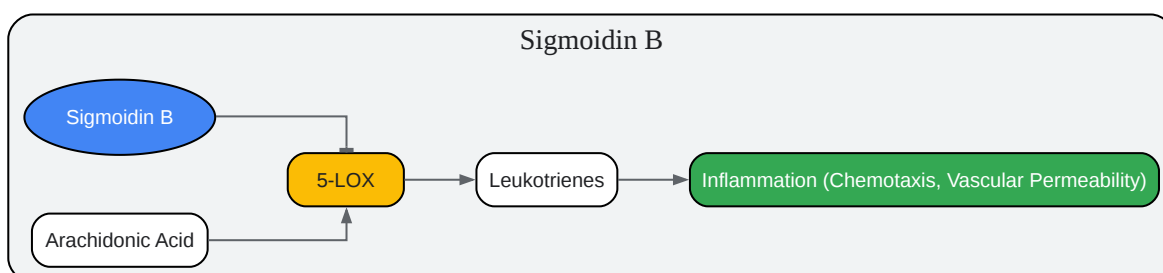 Sigmoidin B
Sigmoidin B
5-LOX
Leukotrienes
Inflammation (Chemotaxis, Vascular Permeability)
Arachidonic Acid